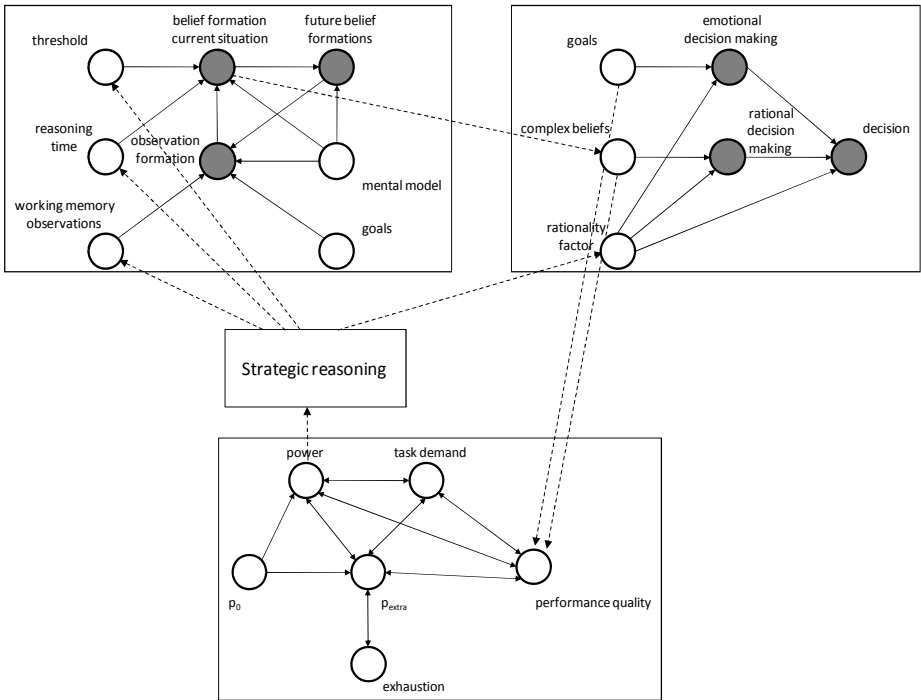 threshold
belief formation
current situation
future belief
formations
reasoning
time
observation
formation
mental model
working memory
observations
goals
goals
emotional
decision making
complex beliefs
rational
decision
making
decision
rationality
factor
Strategic reasoning
power
task demand
p0
pextra
performance quality
exhaustion